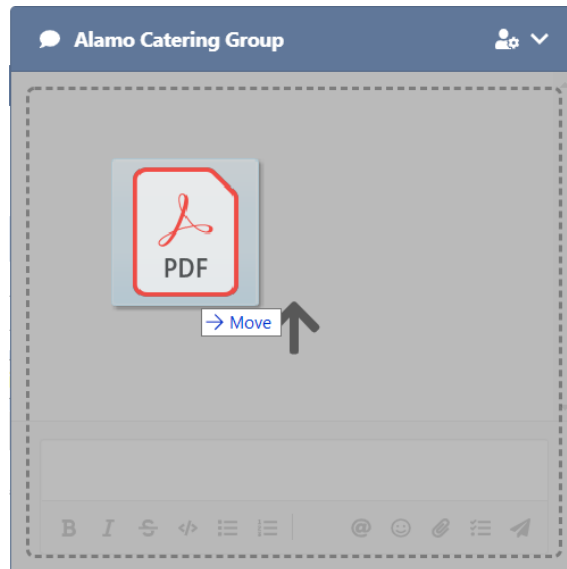 Alamo Catering Group
PDF
→ Move
B I S </> @